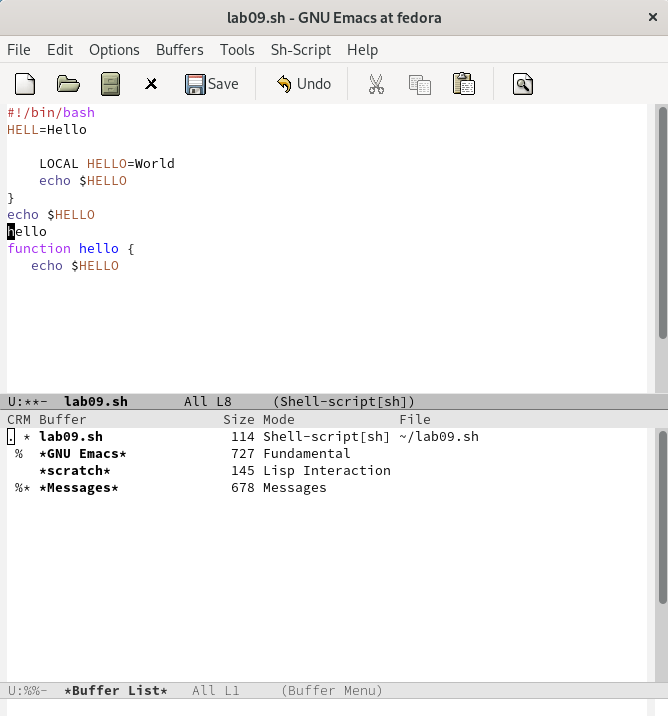 lab09.sh - GNU Emacs at fedora ×
File Edit Options Buffers Tools Sh-Script Help
Save Undo
#!/bin/bash
HELL=Hello
    LOCAL HELLO=World
    echo $HELLO
}
echo $HELLO
hello
function hello {
   echo $HELLO
U:**-  lab09.sh       All L8     (Shell-script[sh])
CRM Buffer                 Size Mode             File
. * lab09.sh                114 Shell-script[sh] ~/lab09.sh
 %  *GNU Emacs*             727 Fundamental
    *scratch*               145 Lisp Interaction
 %* *Messages*              678 Messages
U:%%-  *Buffer List*   All L1     (Buffer Menu)